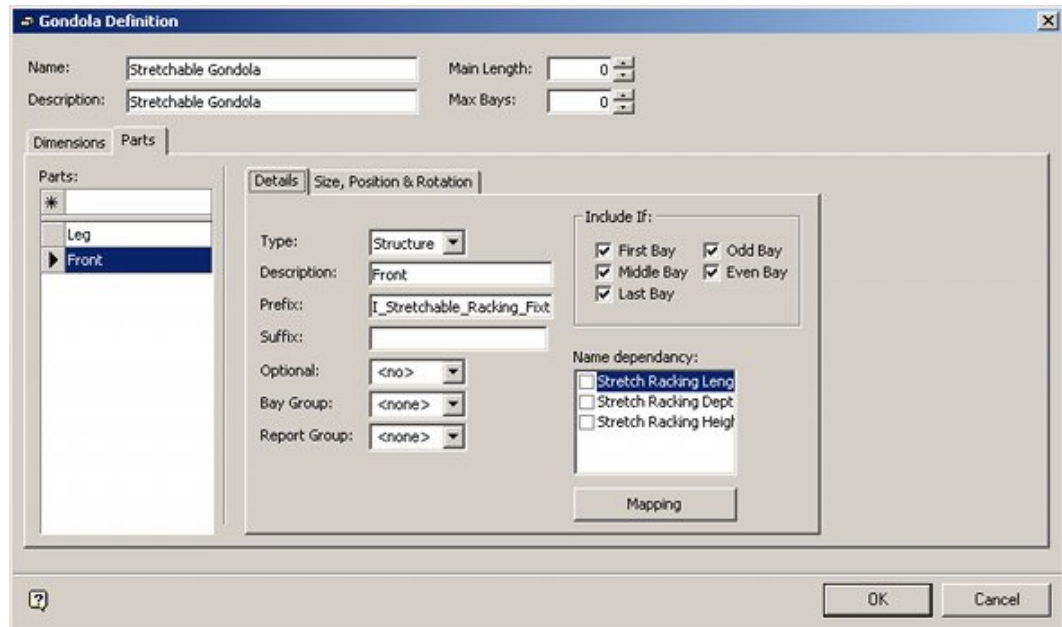 Gondola Definition
Name: Stretchable Gondola Main Length: 0
Description: Stretchable Gondola Max Bays: 0
Dimensions Parts
Parts:
Leg
Front
Details Size, Position & Rotation
Type: Structure
Description: Front
Prefix: I_Stretchable_Racking_Fixt
Suffix:
Optional: <no>
Bay Group: <none>
Report Group: <none>
Include If:
First Bay Odd Bay
Middle Bay Even Bay
Last Bay
Name dependancy:
Stretch Racking Leng
Stretch Racking Dept
Stretch Racking Heigh
Mapping
OK Cancel